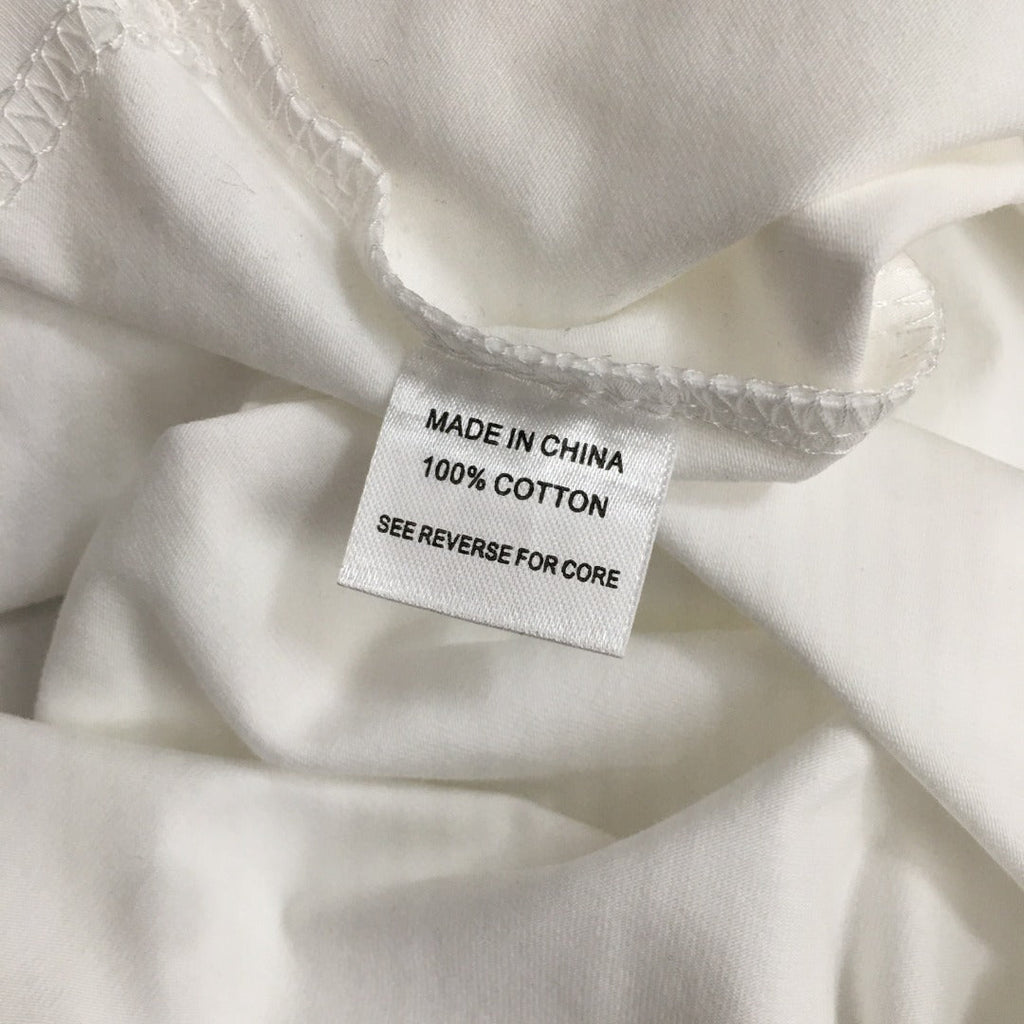 MADE IN CHINA
100% COTTON
SEE REVERSE FOR CORE